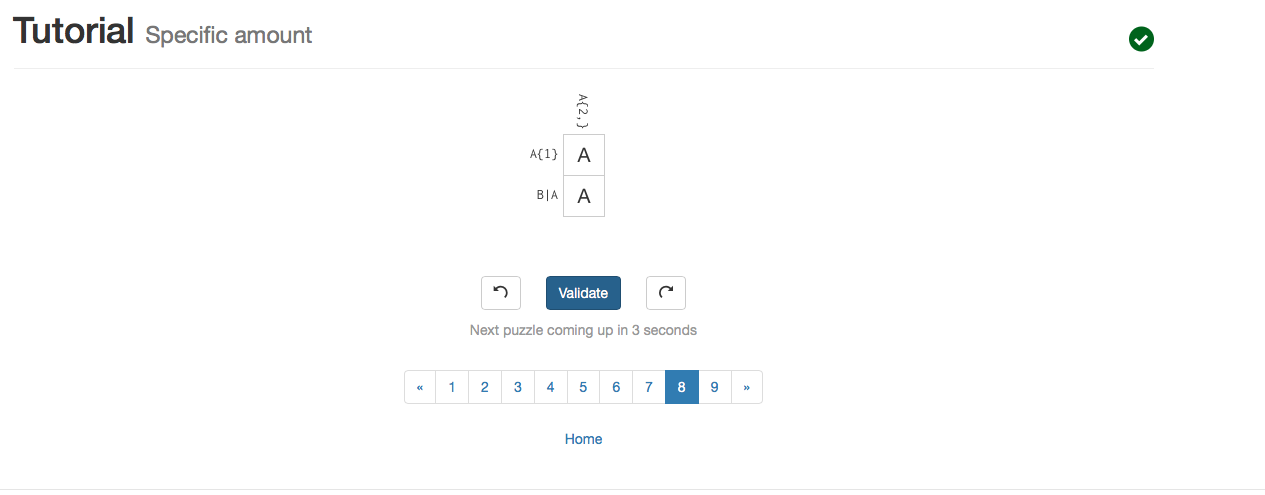 Tutorial Specific amount
A{2,}
A{1} A
B|A A
Validate
Next puzzle coming up in 3 seconds
« 1 2 3 4 5 6 7 8 9 »
Home